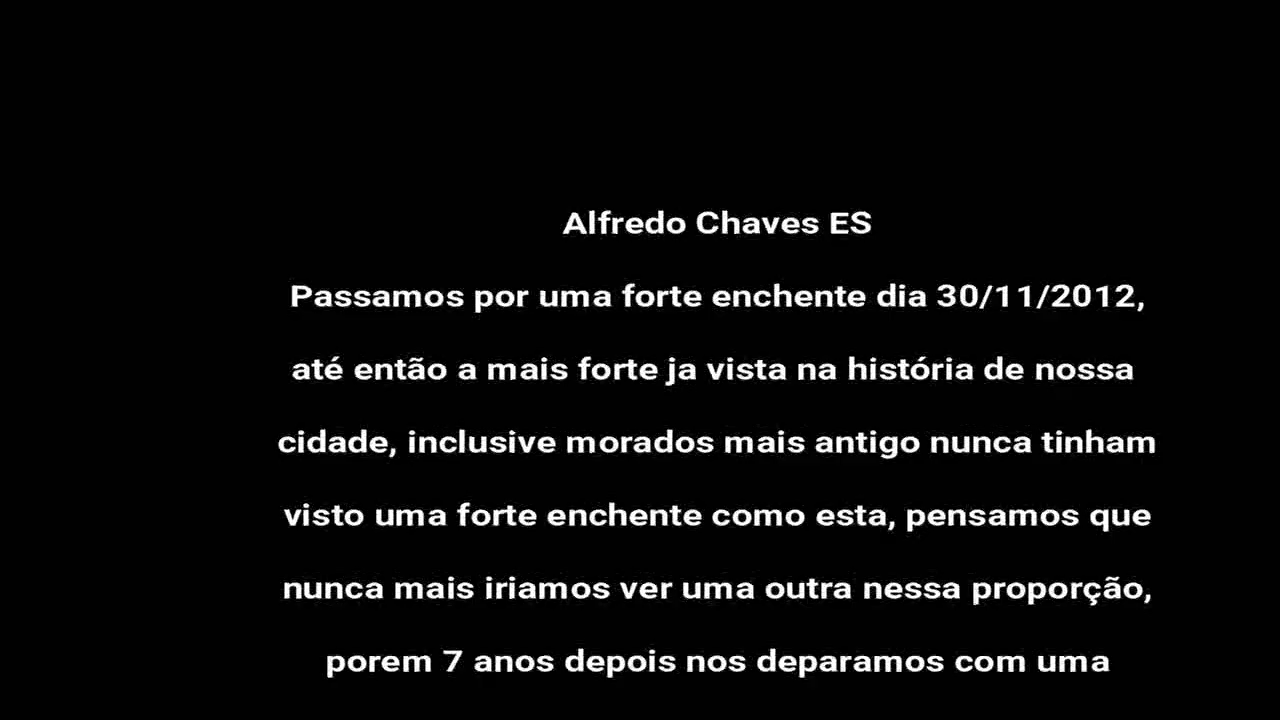 Alfredo Chaves ES
Passamos por uma forte enchente dia 30/11/2012,
até então a mais forte ja vista na história de nossa
cidade, inclusive morados mais antigo nunca tinham
visto uma forte enchente como esta, pensamos que
nunca mais iriamos ver uma outra nessa proporção,
porem 7 anos depois nos deparamos com uma